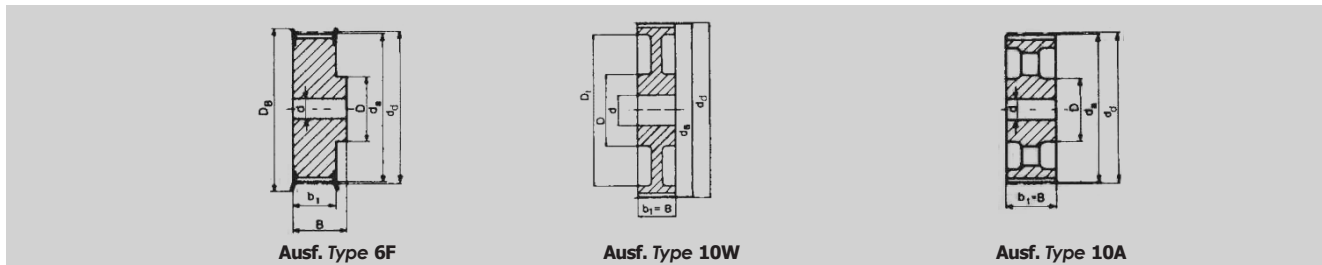 D_B
d
D
d_a
d_d
b_1
B
Ausf. Type 6F
D_I
D
d
d_a
d_d
b_1 = B
Ausf. Type 10W
d
D
d_a
d_d
b_1=B
Ausf. Type 10A